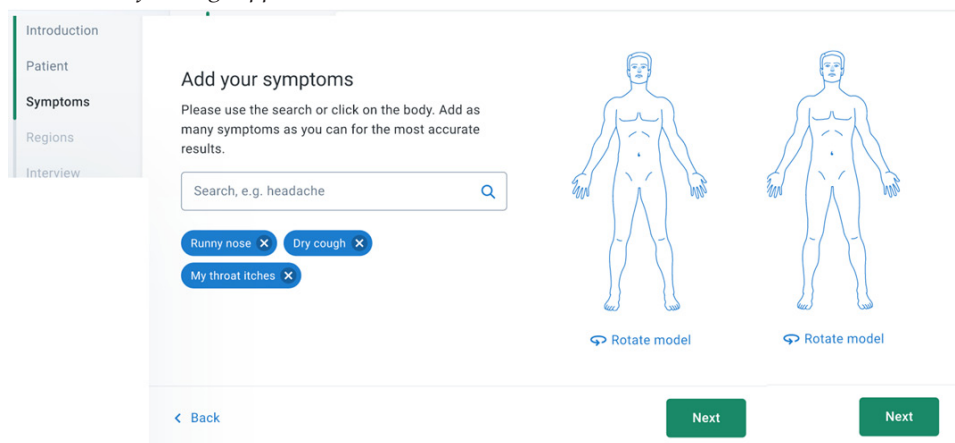 Introduction
Patient
Symptoms
Regions
Interview
Add your symptoms
Please use the search or click on the body. Add as
many symptoms as you can for the most accurate
results.
Search, e.g. headache
Runny nose
Dry cough
My throat itches
Rotate model
Rotate model
Back
Next
Next